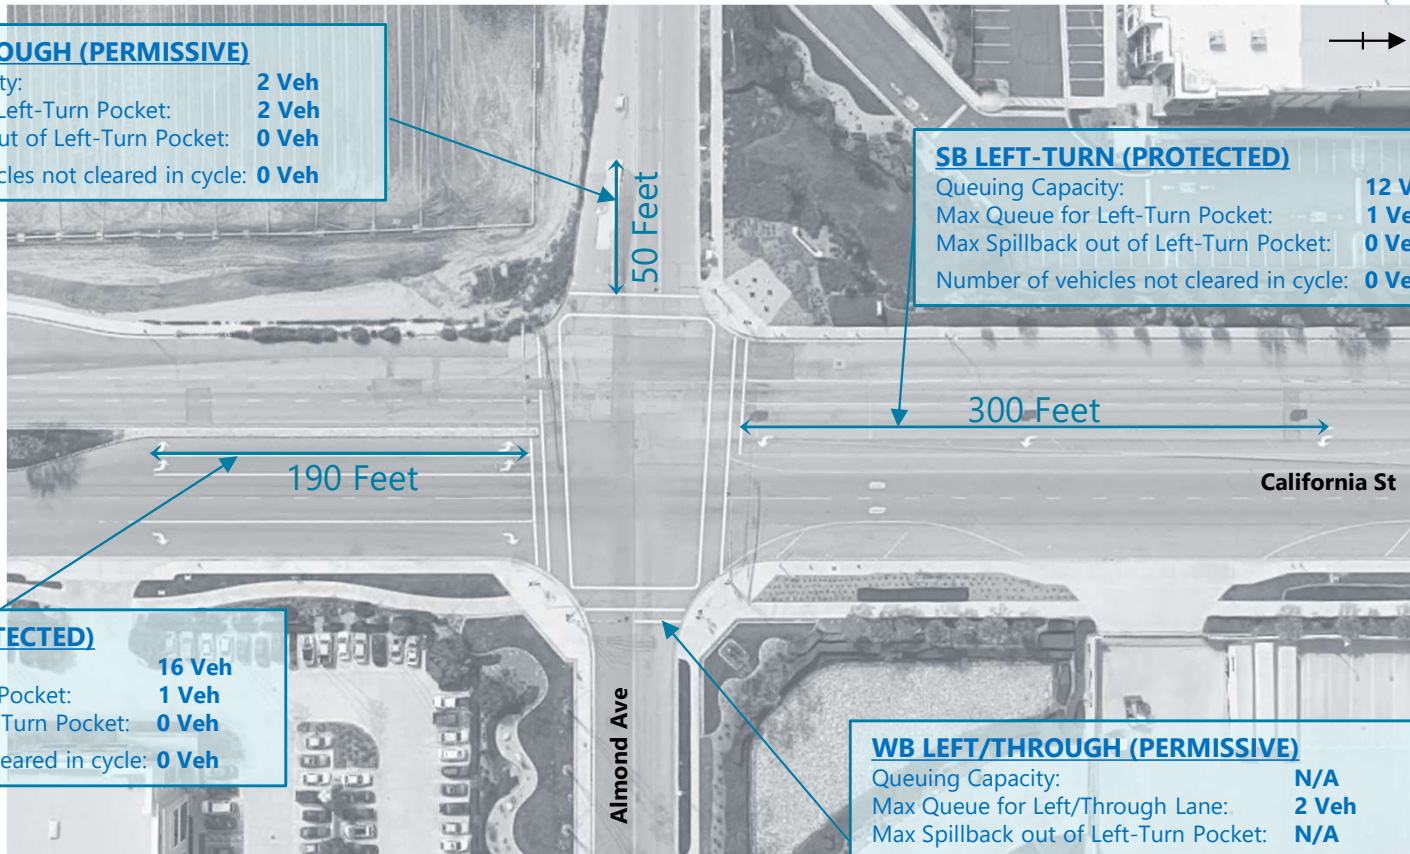 OUGH (PERMISSIVE)
ty: 2 Veh
Left-Turn Pocket: 2 Veh
ut of Left-Turn Pocket: 0 Veh
cles not cleared in cycle: 0 Veh
SB LEFT-TURN (PROTECTED)
Queuing Capacity: 12 V
Max Queue for Left-Turn Pocket: 1 Ve
Max Spillback out of Left-Turn Pocket: 0 Ve
Number of vehicles not cleared in cycle: 0 Ve
50 Feet
300 Feet
190 Feet
California St
TECTED)
16 Veh
Pocket: 1 Veh
Turn Pocket: 0 Veh
eared in cycle: 0 Veh
Almond Ave
WB LEFT/THROUGH (PERMISSIVE)
Queuing Capacity: N/A
Max Queue for Left/Through Lane: 2 Veh
Max Spillback out of Left-Turn Pocket: N/A